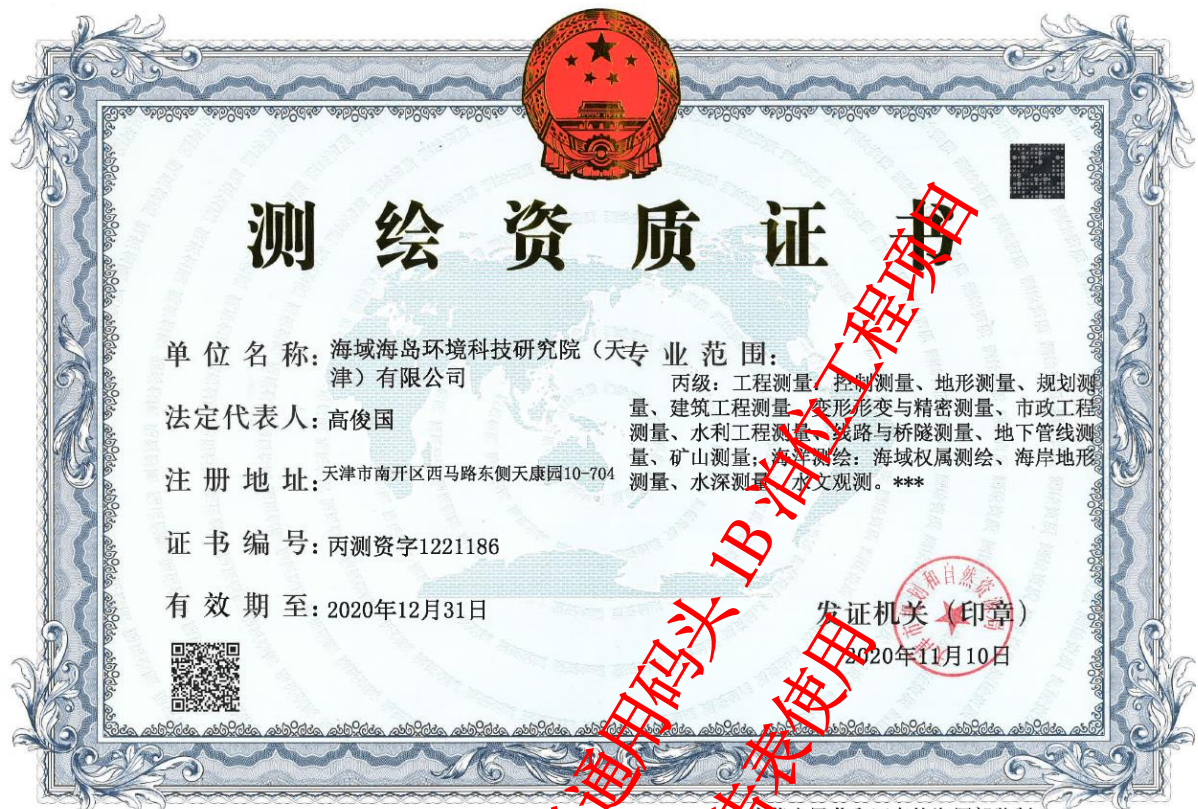 测绘资质证书
单位名称：海域海岛环境科技研究院（天
津）有限公司
法定代表人：高俊国
注册地址：天津市南开区西马路东侧天康园10-704
证书编号：丙测资字1221186
有效期至：2020年12月31日
专业范围：
丙级：工程测量、控制测量、地形测量、规划测
量、建筑工程测量、变形形变与精密测量、市政工程
测量、水利工程测量、线路与桥隧测量、地下管线测
量、矿山测量；海洋测绘：海域权属测绘、海岸地形
测量、水深测量、水文观测。***
发证机关（印章）
2020年11月10日
通用码头 1B 泊位工程项目
表使用